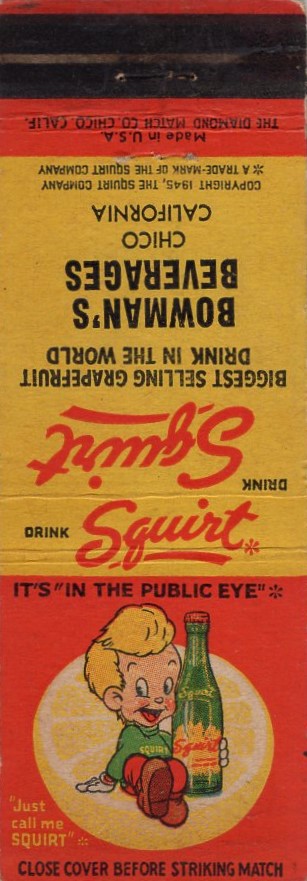 DRINK Squirt*
IT'S "IN THE PUBLIC EYE"*
Squirt
Squirt
SQUIRT
"Just
call me
SQUIRT"*
CLOSE COVER BEFORE STRIKING MATCH
DRINK
Squirt
BIGGEST SELLING GRAPEFRUIT
DRINK IN THE WORLD
BOWMAN'S
BEVERAGES
CHICO
CALIFORNIA
COPYRIGHT 1945, THE SQUIRT COMPANY
* A TRADE-MARK OF THE SQUIRT COMPANY
Made in U.S.A.
THE DIAMOND MATCH CO. CHICO, CALIF.